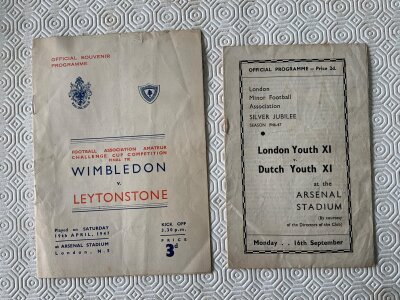 OFFICIAL SOUVENIR
PROGRAMME
FOOTBALL ASSOCIATION AMATEUR
CHALLENGE CUP COMPETITION
FINAL TIE
WIMBLEDON
v.
LEYTONSTONE
Played on SATURDAY
19th APRIL, 1947
at ARSENAL STADIUM
London, N.5
KICK OFF
3.30 p.m.
PRICE
3D
OFFICIAL PROGRAMME - Price 2d.
London
Minor Football
Association
SILVER JUBILEE
SEASON 1946-47
London Youth XI
v.
Dutch Youth XI
at the
ARSENAL
STADIUM
(By courtesy
of the Directors of the Club)
Monday . . 16th September